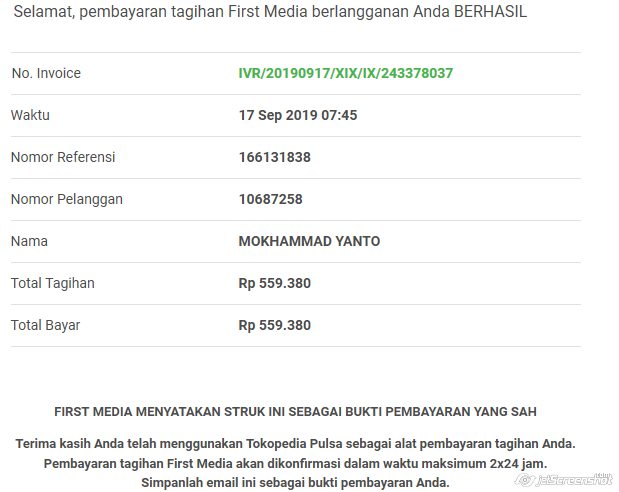 Selamat, pembayaran tagihan First Media berlangganan Anda BERHASIL
No. Invoice IVR/20190917/XIX/IX/243378037
Waktu 17 Sep 2019 07:45
Nomor Referensi 166131838
Nomor Pelanggan 10687258
Nama MOKHAMMAD YANTO
Total Tagihan Rp 559.380
Total Bayar Rp 559.380
FIRST MEDIA MENYATAKAN STRUK INI SEBAGAI BUKTI PEMBAYARAN YANG SAH
Terima kasih Anda telah menggunakan Tokopedia Pulsa sebagai alat pembayaran tagihan Anda.
Pembayaran tagihan First Media akan dikonfirmasi dalam waktu maksimum 2x24 jam.
Simpanlah email ini sebagai bukti pembayaran Anda.
jetScreenshot